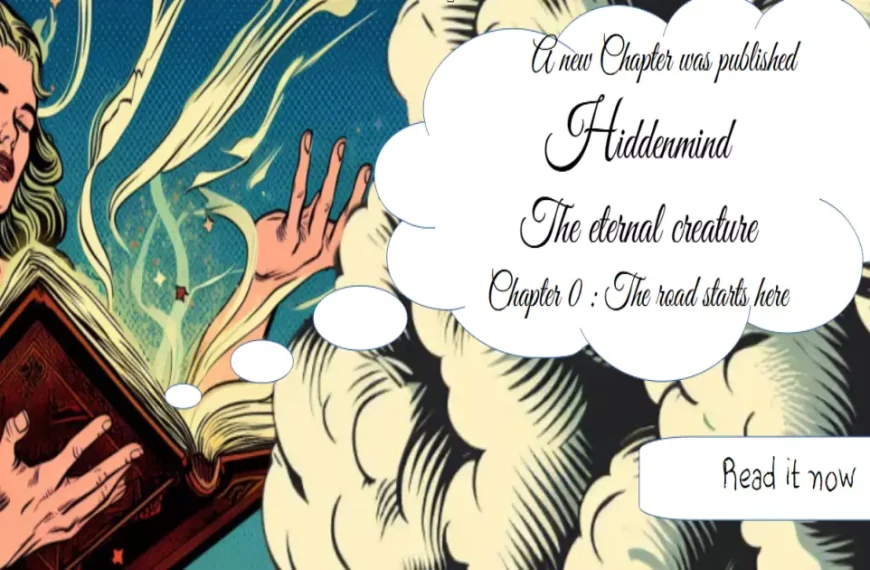 A new Chapter was published
Hiddenmind
The eternal creature
Chapter 0 : The road starts here
Read it now